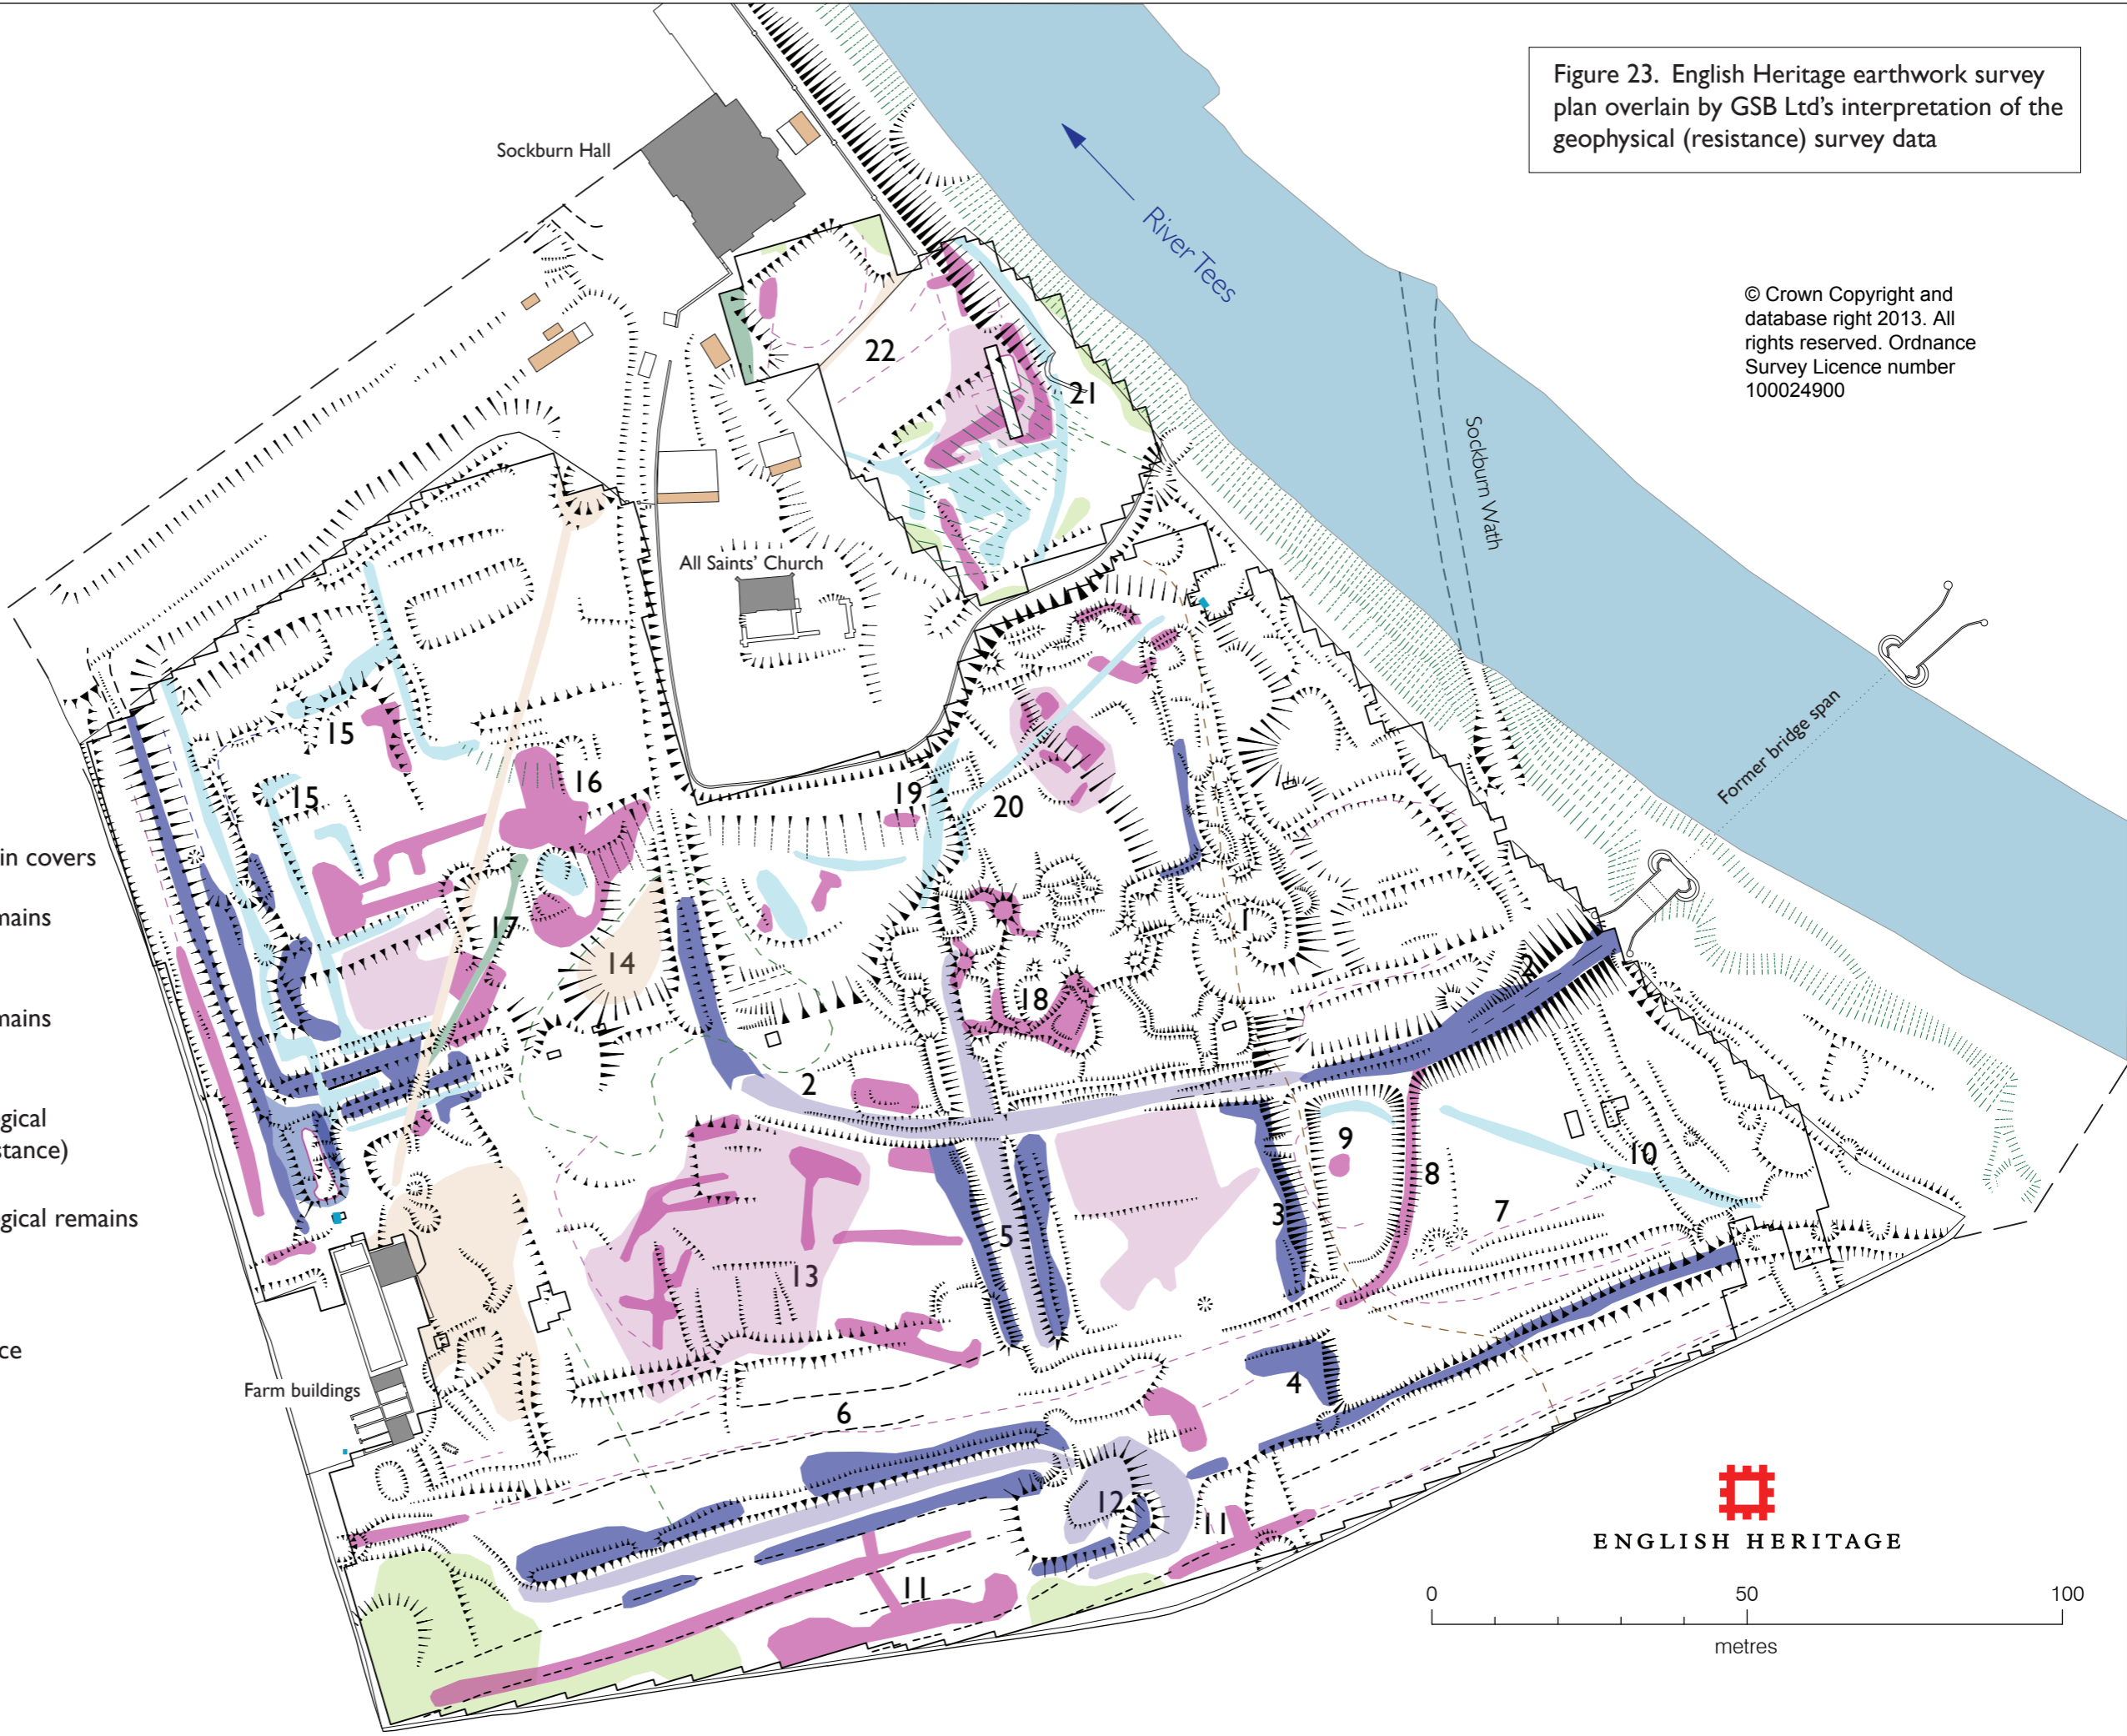 Figure 23. English Heritage earthwork survey
plan overlain by GSB Ltd's interpretation of the
geophysical (resistance) survey data
© Crown Copyright and
database right 2013. All
rights reserved. Ordnance
Survey Licence number
100024900
Sockburn Hall
River Tees
22
21
Sockburn Wath
All Saints' Church
Former bridge span
15
15
16
19
20
in covers
mains
17
14
1
2
18
mains
2
gical
stance)
9
8
10
7
gical remains
3
5
13
ce
Farm buildings
4
6
12
11
11
ENGLISH HERITAGE
0
50
100
metres